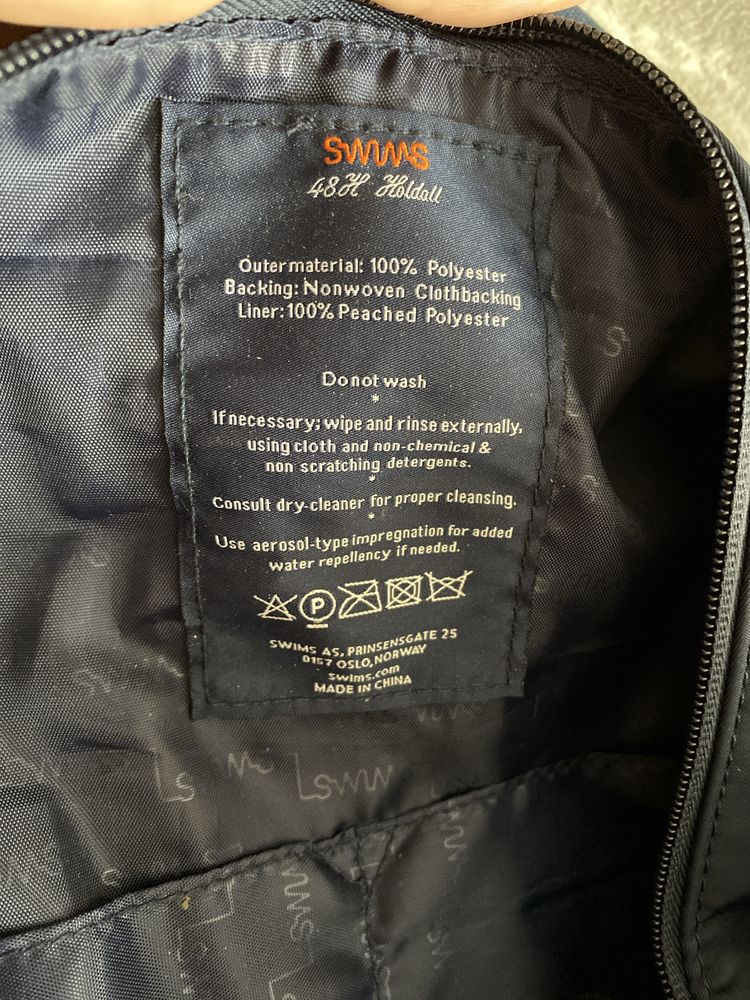 SWIMS
48H Holdall
Outermaterial: 100% Polyester
Backing: Nonwoven Clothbacking
Liner: 100% Peached Polyester
Do not wash
*
If necessary; wipe and rinse externally,
using cloth and non-chemical &
non scratching detergents.
*
Consult dry-cleaner for proper cleansing.
*
Use aerosol-type impregnation for added
water repellency if needed.
P
SWIMS AS, PRINSENSGATE 25
0157 OSLO, NORWAY
swims.com
MADE IN CHINA
swims
swims